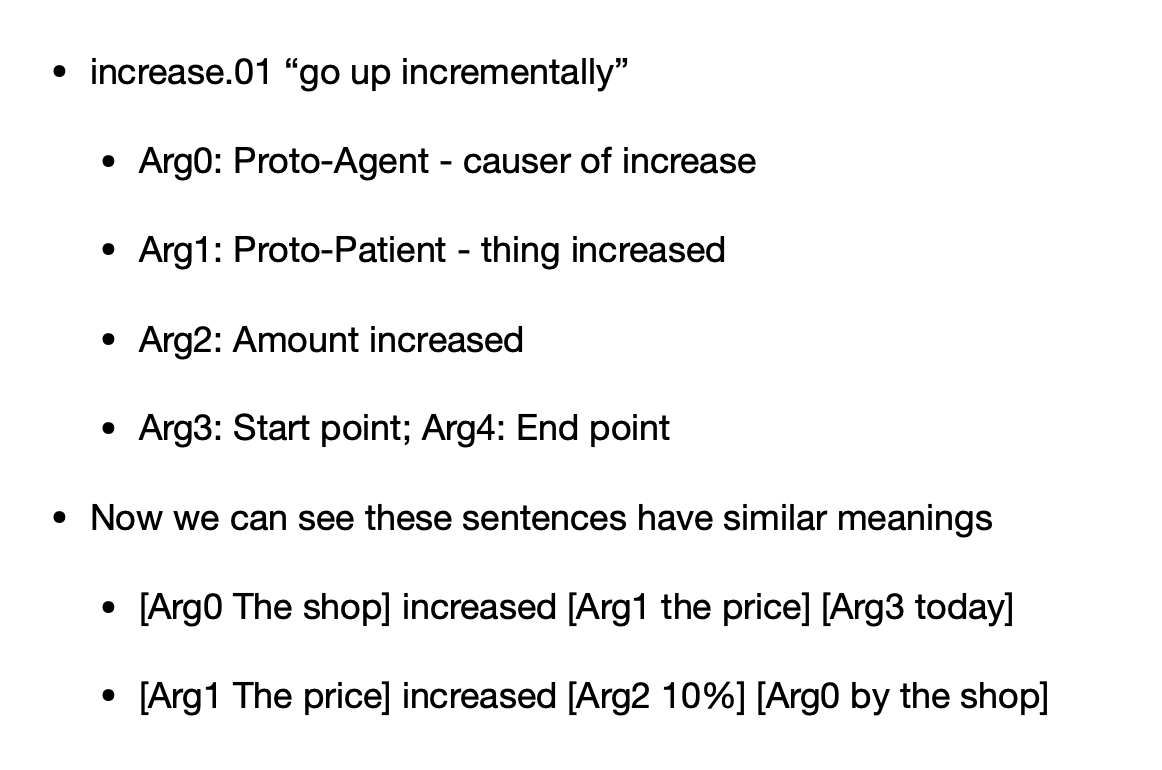 • increase.01 “go up incrementally”
• Arg0: Proto-Agent - causer of increase
• Arg1: Proto-Patient - thing increased
• Arg2: Amount increased
• Arg3: Start point; Arg4: End point
• Now we can see these sentences have similar meanings
• [Arg0 The shop] increased [Arg1 the price] [Arg3 today]
• [Arg1 The price] increased [Arg2 10%] [Arg0 by the shop]